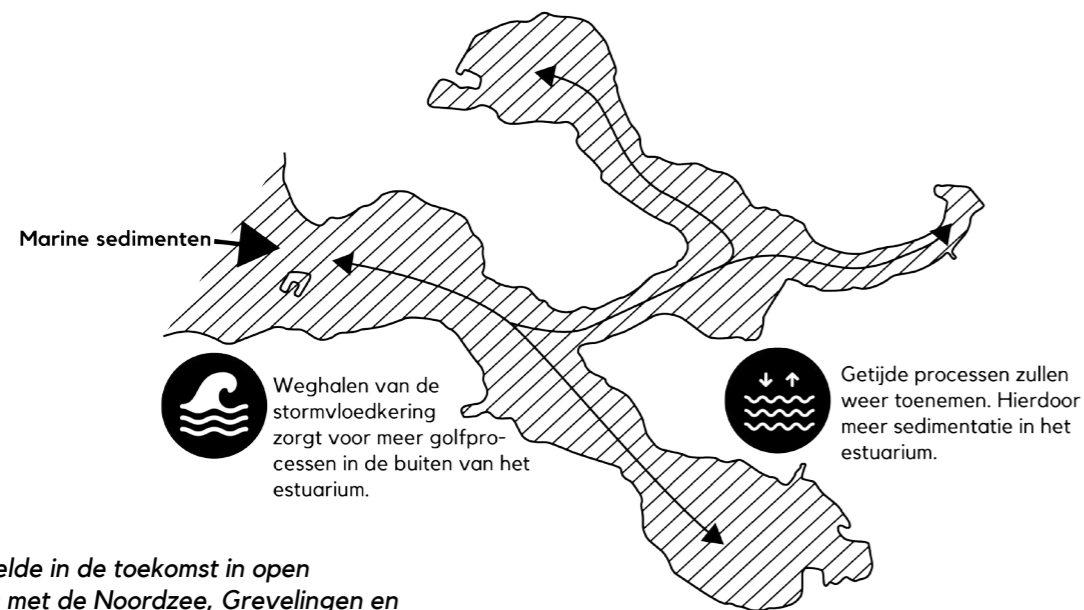 Marine sedimenten
Weghalen van de
stormvloedkering
zorgt voor meer golfpro-
cessen in de buiten van het
estuarium.
Getijde processen zullen
weer toenemen. Hierdoor
meer sedimentatie in het
estuarium.
elde in de toekomst in open
met de Noordzee, Grevelingen en